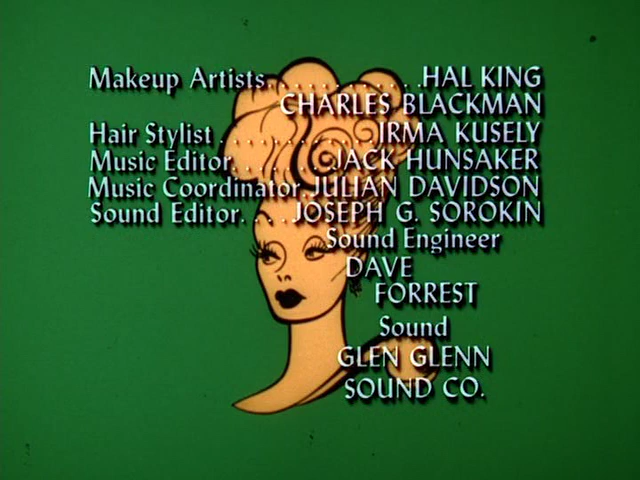 Makeup Artists. . . . . . . . . . .HAL KING
CHARLES BLACKMAN
Hair Stylist . . . . . . . . . . .IRMA KUSELY
Music Editor. . . . . . . .JACK HUNSAKER
Music Coordinator.JULIAN DAVIDSON
Sound Editor. . . .JOSEPH G. SOROKIN
Sound Engineer
DAVE
FORREST
Sound
GLEN GLENN
SOUND CO.